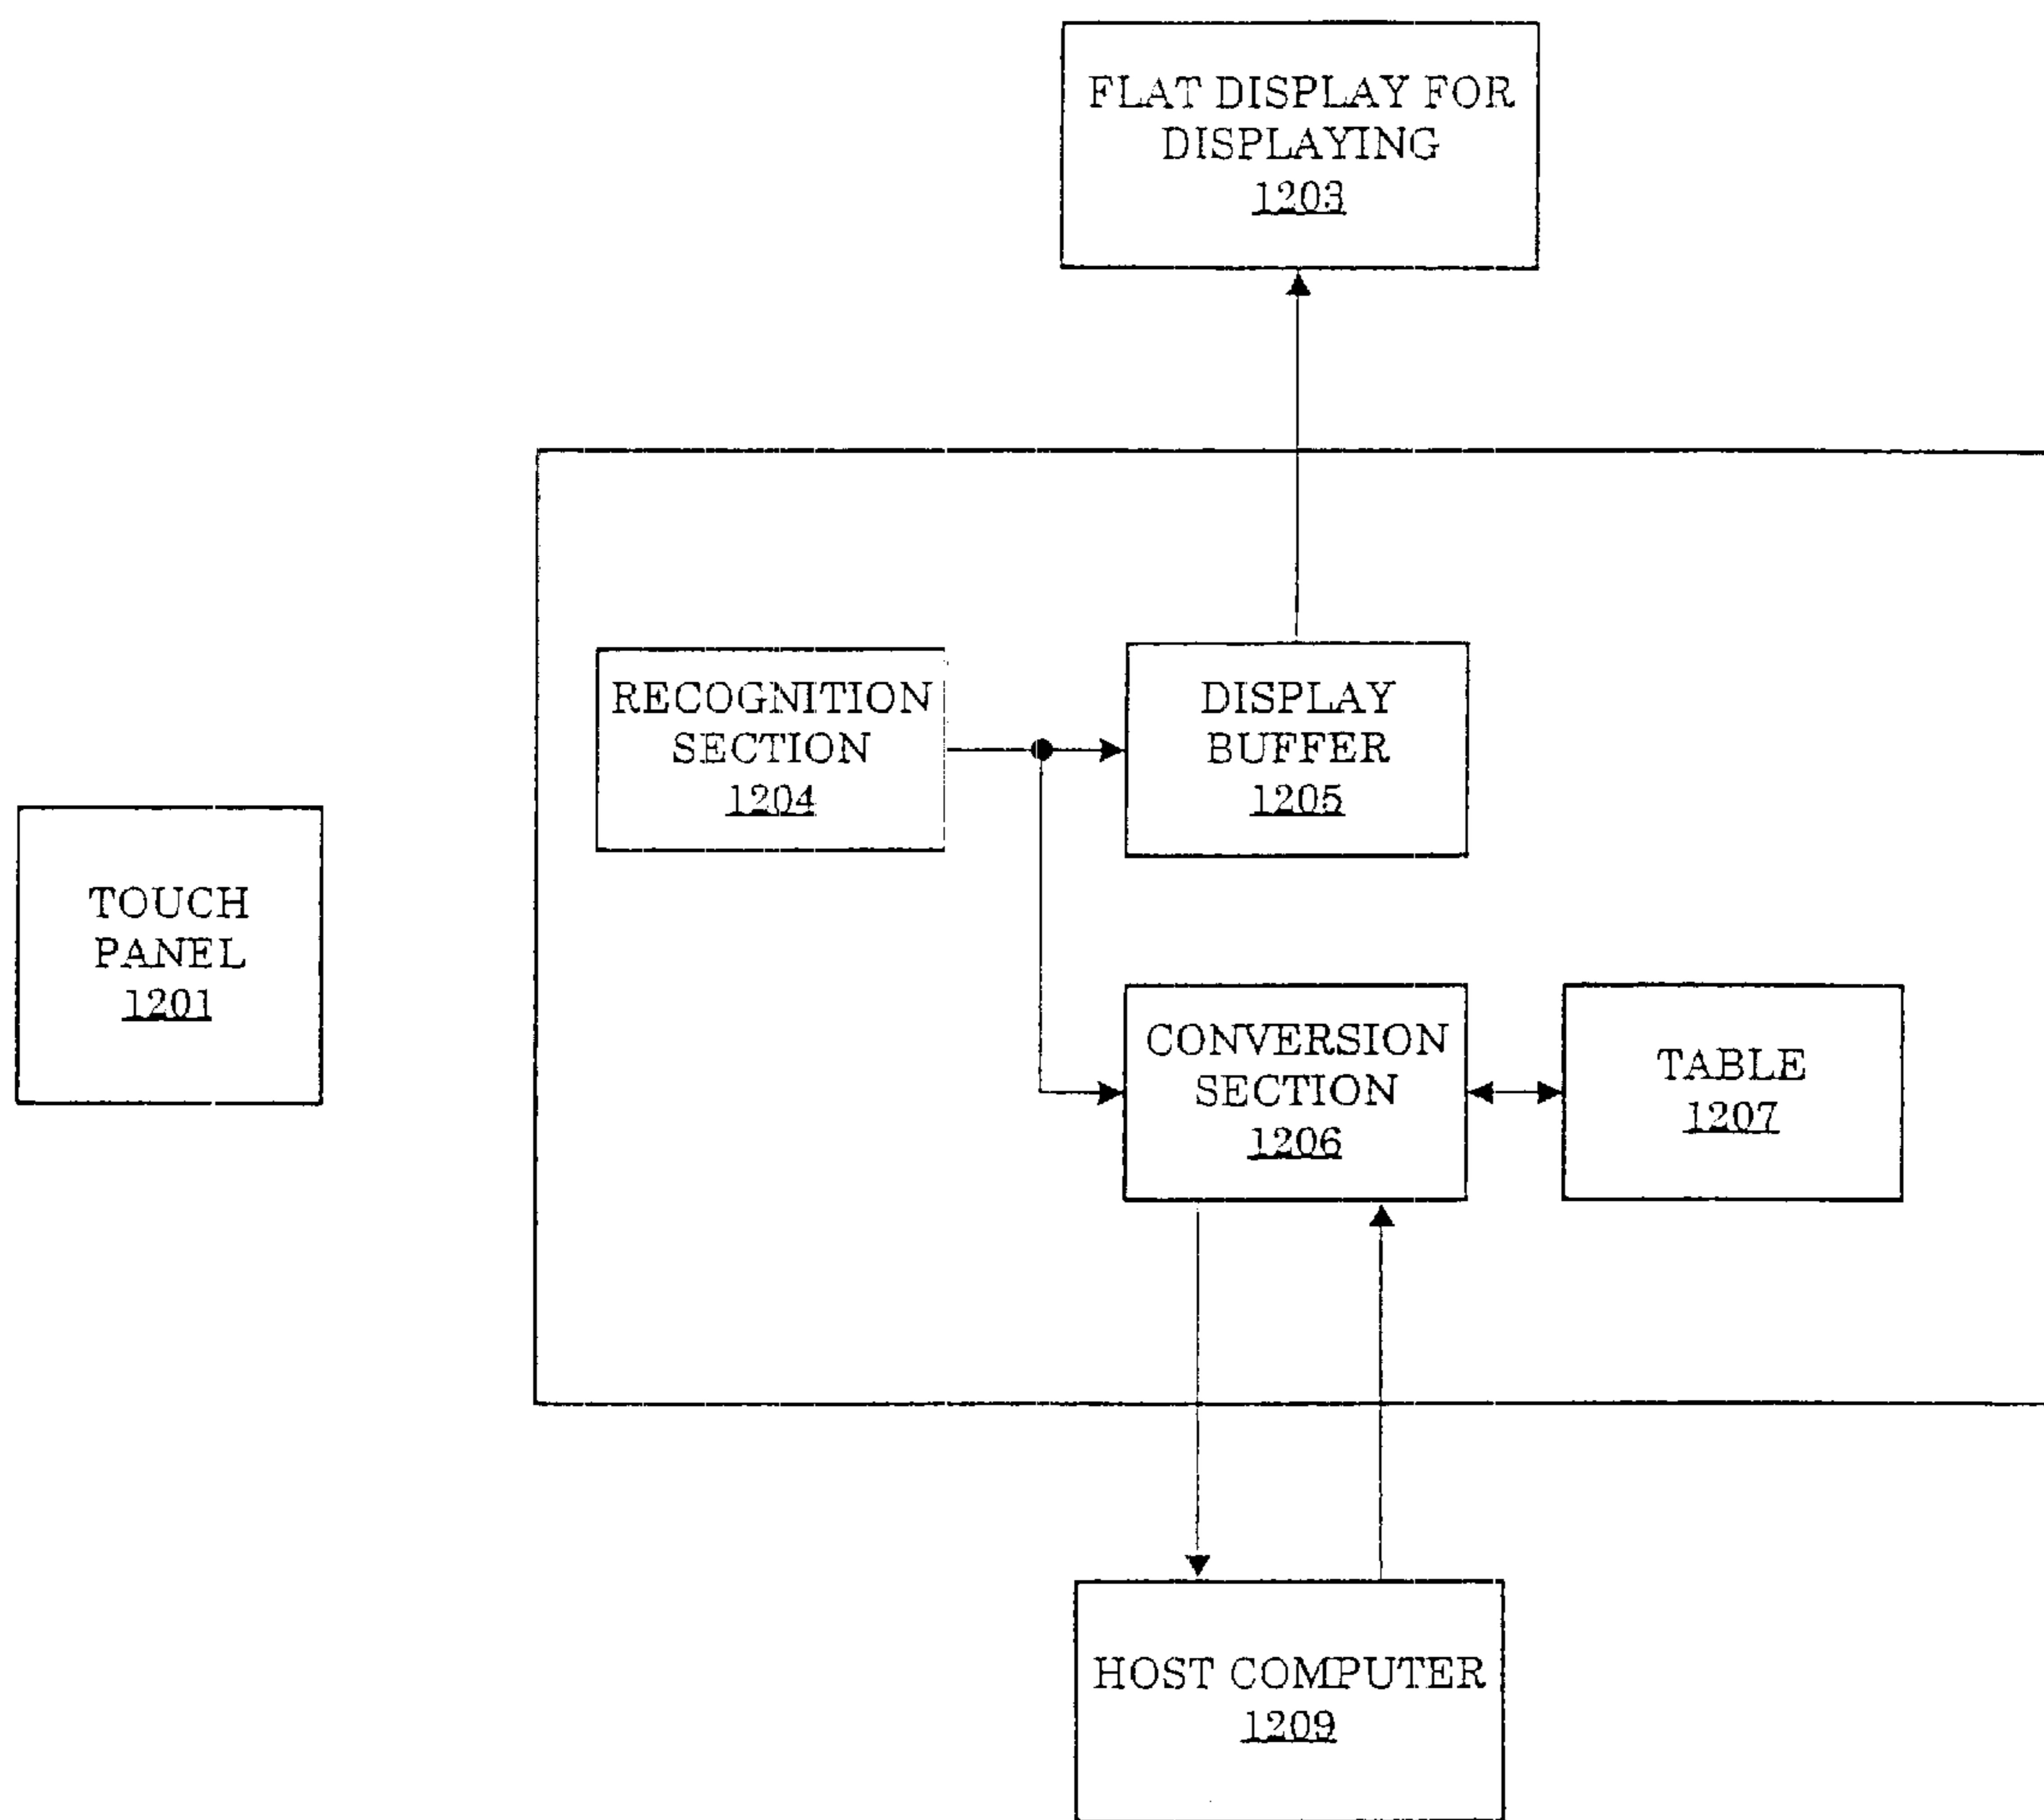 FLAT DISPLAY FOR
DISPLAYING
1203
RECOGNITION
SECTION
1204
DISPLAY
BUFFER
1205
TOUCH
PANEL
1201
CONVERSION
SECTION
1206
TABLE
1207
HOST COMPUTER
1209